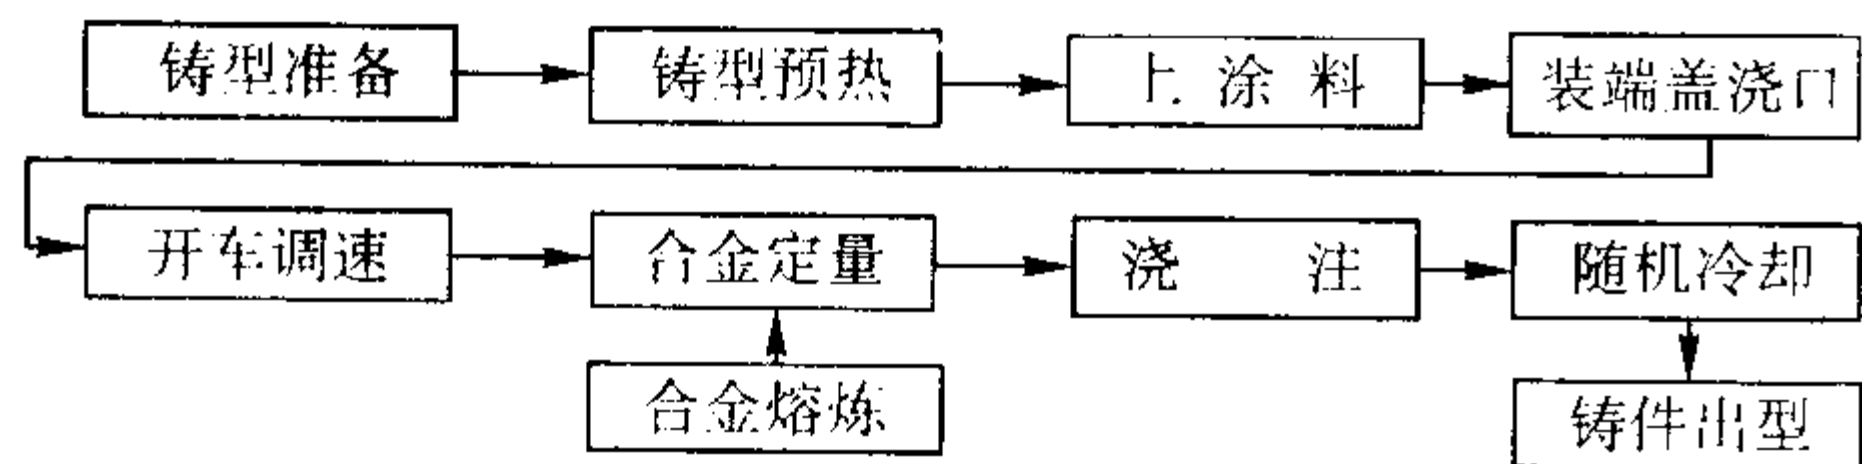 铸型准备 铸型预热 上涂料 装端盖浇口
开车调速 合金定量 浇注 随机冷却
合金熔炼 铸件出型